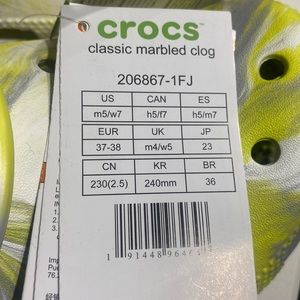 crocs™
classic marbled clog
206867-1FJ
US CAN ES
m5/w7 h5/f7 h5/m7
EUR UK JP
37-38 m4/w5 23
CN KR BR
230(2.5) 240mm 36